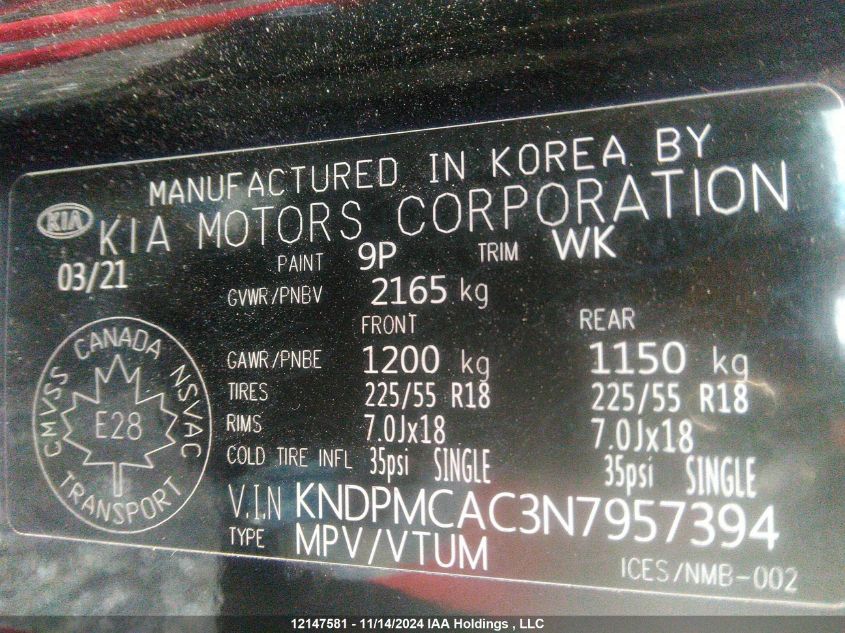 MANUFACTURED IN KOREA BY
KIA KIA MOTORS CORPORATION
03/21 PAINT 9P TRIM WK
GVWR/PNBV 2165 kg
FRONT REAR
GAWR/PNBE 1200 kg 1150 kg
TIRES 225/55 R18 225/55 R18
RIMS 7.0Jx18 7.0Jx18
COLD TIRE INFL 35psi SINGLE 35psi SINGLE
V.I.N KNDPMCAC3N7957394
TYPE MPV/VTUM
ICES/NMB-002
CMVSS CANADA NSVAC
E28
TRANSPORT
12147581 - 11/14/2024 IAA Holdings , LLC